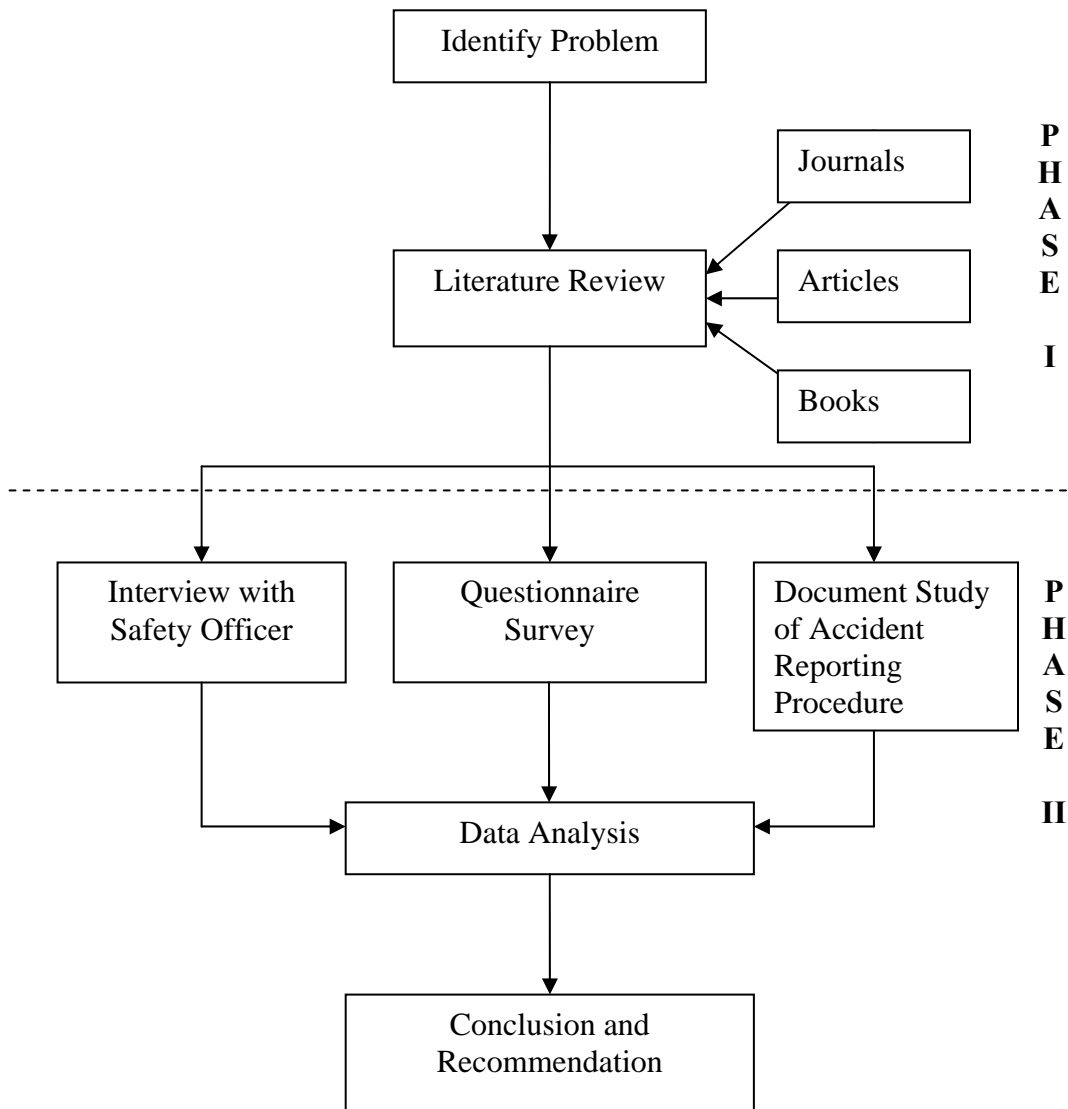 Identify Problem
Journals
Literature Review
Articles
Books
P
H
A
S
E
I
Interview with
Safety Officer
Questionnaire
Survey
Document Study
of Accident
Reporting
Procedure
Data Analysis
Conclusion and
Recommendation
P
H
A
S
E
II